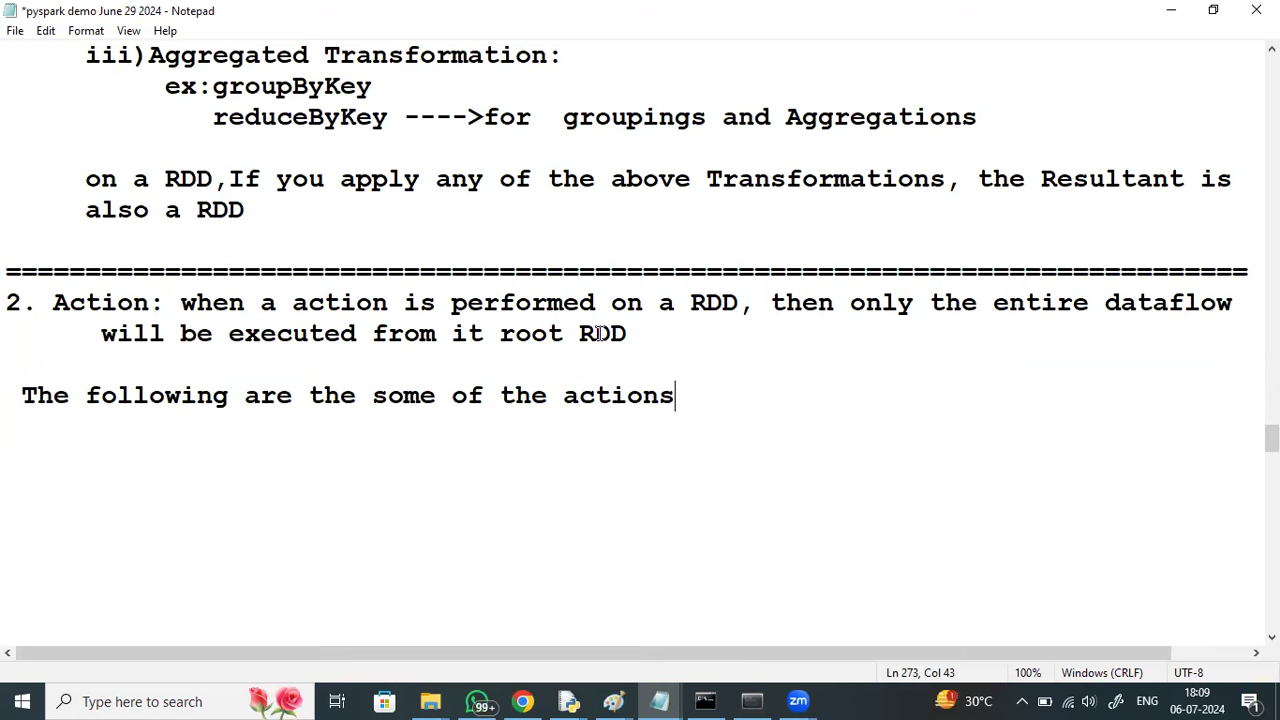 *pyspark demo June 29 2024 - Notepad
File Edit Format View Help
iii)Aggregated Transformation:
ex:groupByKey
reduceByKey ---->for  groupings and Aggregations
on a RDD,If you apply any of the above Transformations, the Resultant is
also a RDD
==============================================================================
2. Action: when a action is performed on a RDD, then only the entire dataflow
will be executed from it root RDD
The following are the some of the actions
Ln 273, Col 43 100% Windows (CRLF) UTF-8
Type here to search
99+
zm
30°C
ENG
18:09
06-07-2024
1